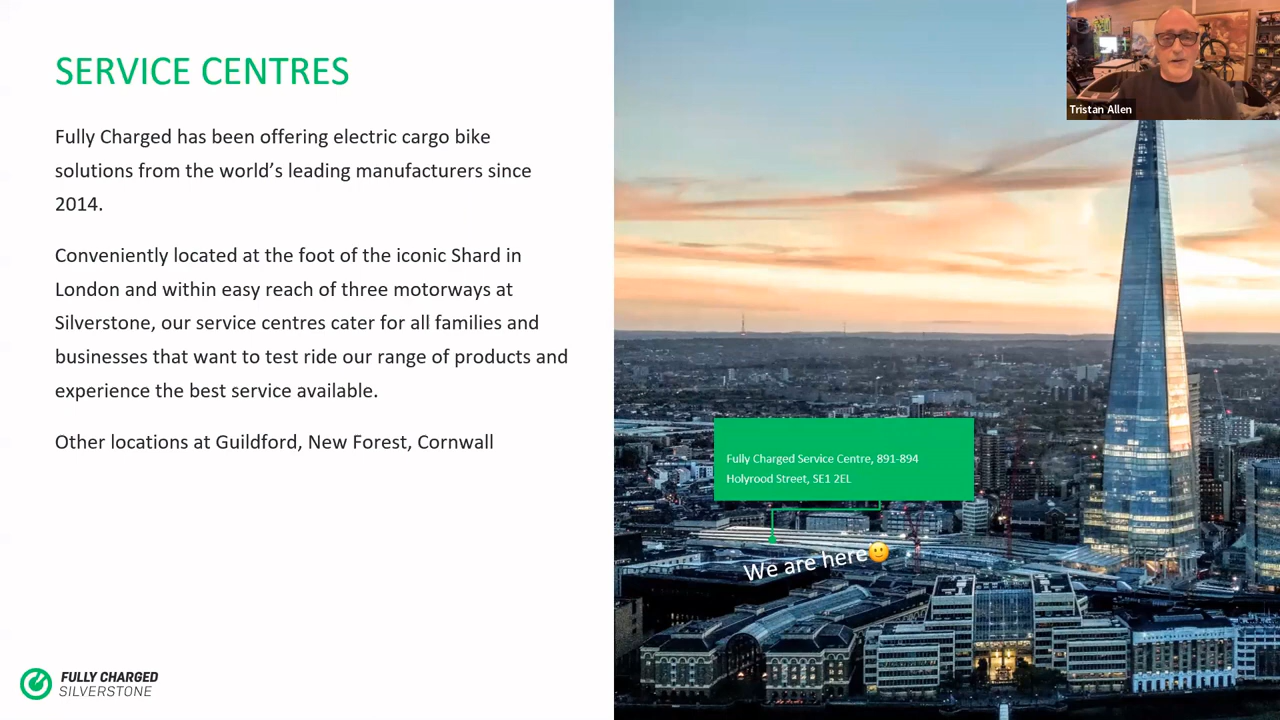 SERVICE CENTRES
Fully Charged has been offering electric cargo bike
solutions from the world’s leading manufacturers since
2014.
Conveniently located at the foot of the iconic Shard in
London and within easy reach of three motorways at
Silverstone, our service centres cater for all families and
businesses that want to test ride our range of products and
experience the best service available.
Other locations at Guildford, New Forest, Cornwall
Tristan Allen
Fully Charged Service Centre, 891-894
Holyrood Street, SE1 2EL
We are here🙂
FULLY CHARGED
SILVERSTONE